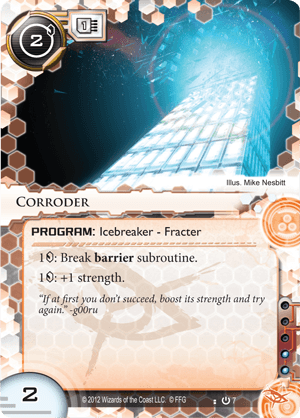 2
1
Illus. Mike Nesbitt
CORRODER
PROGRAM: Icebreaker - Fracter
1: Break barrier subroutine.
1: +1 strength.
“If at first you don’t succeed, boost its strength and try
again.” -g00ru
2
© 2012 Wizards of the Coast LLC. © FFG
7